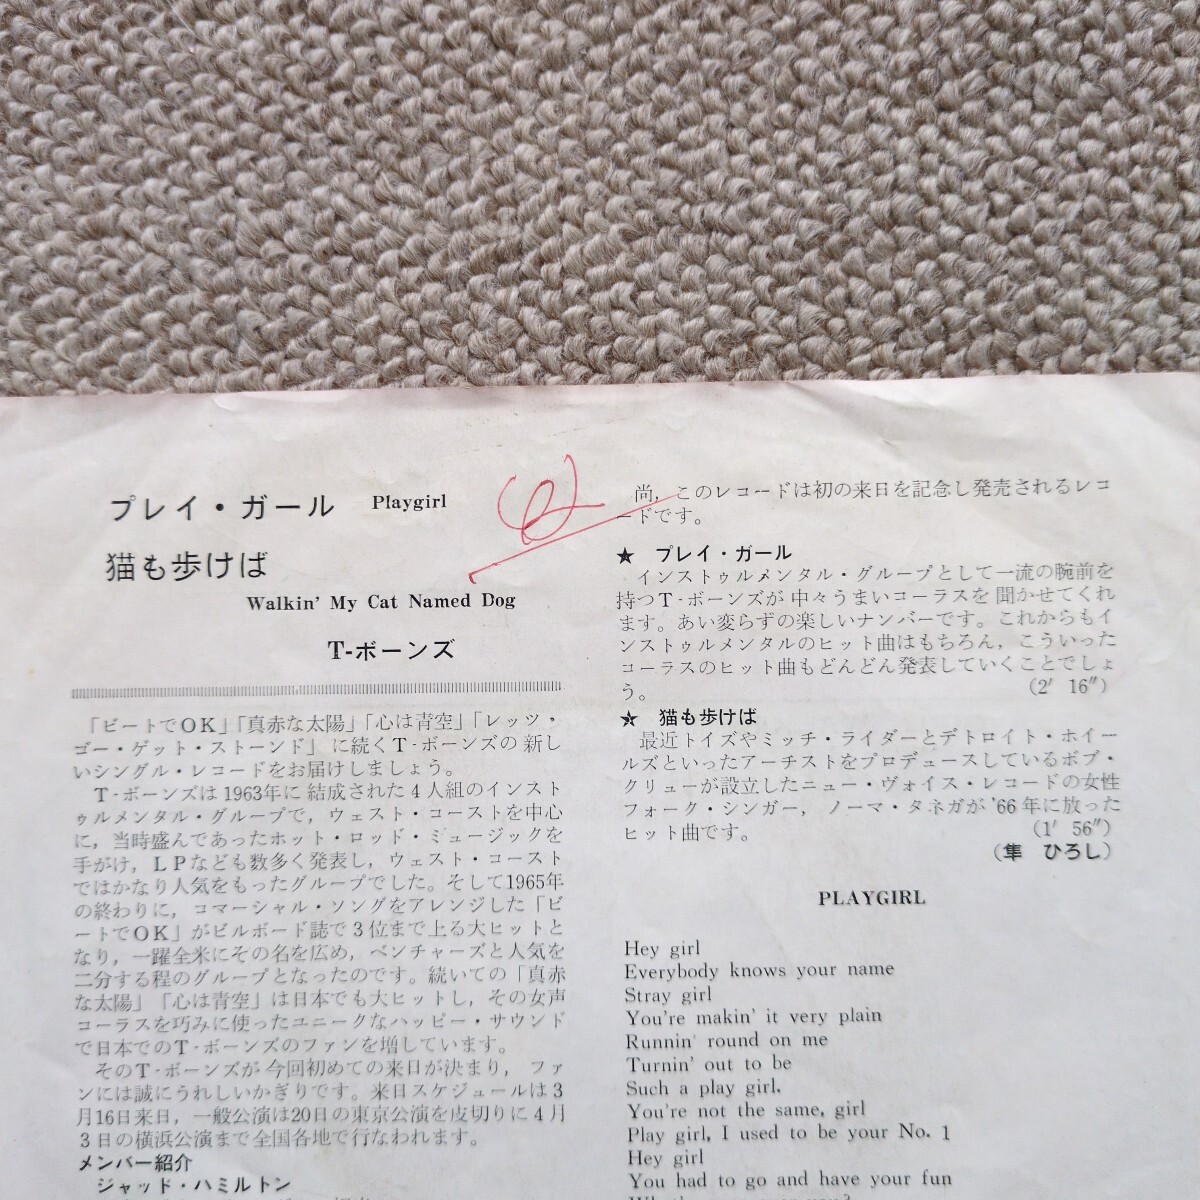 プレイ・ガール Playgirl
猫も歩けば
Walkin' My Cat Named Dog
T-ボーンズ
「ビートでOK」「真赤な太陽」「心は青空」「レッツ・
ゴー・ゲット・ストーンド」に続くT-ボーンズの新し
いシングル・レコードをお届けしましょう。
T-ボーンズは1963年に結成された4人組のインスト
ゥルメンタル・グループで，ウェスト・コーストを中心
に，当時盛んであったホット・ロッド・ミュージックを
手がけ，LPなども数多く発表し，ウェスト・コースト
ではかなり人気をもったグループでした。そして1965年
の終わりに，コマーシャル・ソングをアレンジした「ビ
ートでOK」がビルボード誌で3位まで上る大ヒットと
なり，一躍全米にその名を広め，ベンチャーズと人気を
二分する程のグループとなったのです。続いての「真赤
な太陽」「心は青空」は日本でも大ヒットし，その女声
コーラスを巧みに使ったユニークなハッピー・サウンド
で日本でのT-ボーンズのファンを増しています。
そのT-ボーンズが今回初めての来日が決まり，ファ
ンには誠にうれしいかぎりです。来日スケジュールは3
月16日来日，一般公演は20日の東京公演を皮切りに4月
3日の横浜公演まで全国各地で行なわれます。
メンバー紹介
ジャッド・ハミルトン
尚，このレコードは初の来日を記念し発売されるレコ
ードです。
★ プレイ・ガール
インストゥルメンタル・グループとして一流の腕前を
持つT-ボーンズが中々うまいコーラスを聞かせてくれ
ます。あい変らずの楽しいナンバーです。これからもイ
ンストゥルメンタルのヒット曲はもちろん，こういった
コーラスのヒット曲もどんどん発表していくことでしょ
う。 (2′ 16″)
★ 猫も歩けば
最近トイズやミッチ・ライダーとデトロイト・ホイー
ルズといったアーチストをプロデュースしているボブ・
クリューが設立したニュー・ヴォイス・レコードの女性
フォーク・シンガー，ノーマ・タネガが'66年に放った
ヒット曲です。 (1′ 56″)
(隼 ひろし)
PLAYGIRL
Hey girl
Everybody knows your name
Stray girl
You're makin' it very plain
Runnin' round on me
Turnin' out to be
Such a play girl.
You're not the same, girl
Play girl, I used to be your No. 1
Hey girl
You had to go and have your fun